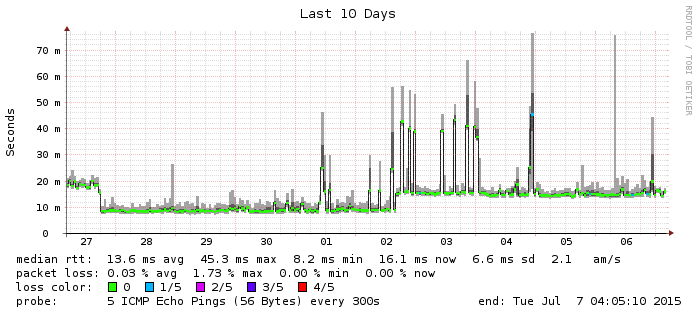 Last 10 Days
RRDTOOL / TOBI OETIKER
Seconds
70 m
60 m
50 m
40 m
30 m
20 m
10 m
0
27 28 29 30 01 02 03 04 05 06
median rtt: 13.6 ms avg 45.3 ms max 8.2 ms min 16.1 ms now 6.6 ms sd 2.1 am/s
packet loss: 0.03 % avg 1.73 % max 0.00 % min 0.00 % now
loss color: 0 1/5 2/5 3/5 4/5
probe: 5 ICMP Echo Pings (56 Bytes) every 300s end: Tue Jul 7 04:05:10 2015